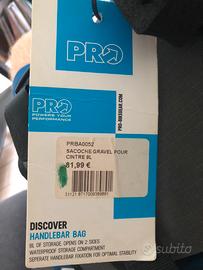 PRO
PRO
POWERS YOUR
PERFORMANCE
PRO-BIKEGEAR.COM
PRBA0052
SACOCHE GRAVEL POUR
CINTRE 8L
81,99 €
DISCOVER
HANDLEBAR BAG
8L OF STORAGE OPENS ON 2 SIDES
WATERPROOF STORAGE COMPARTMENT
SEPERATE HANDLEBAR FIXATION FOR OPTIMAL STABILITY
subito